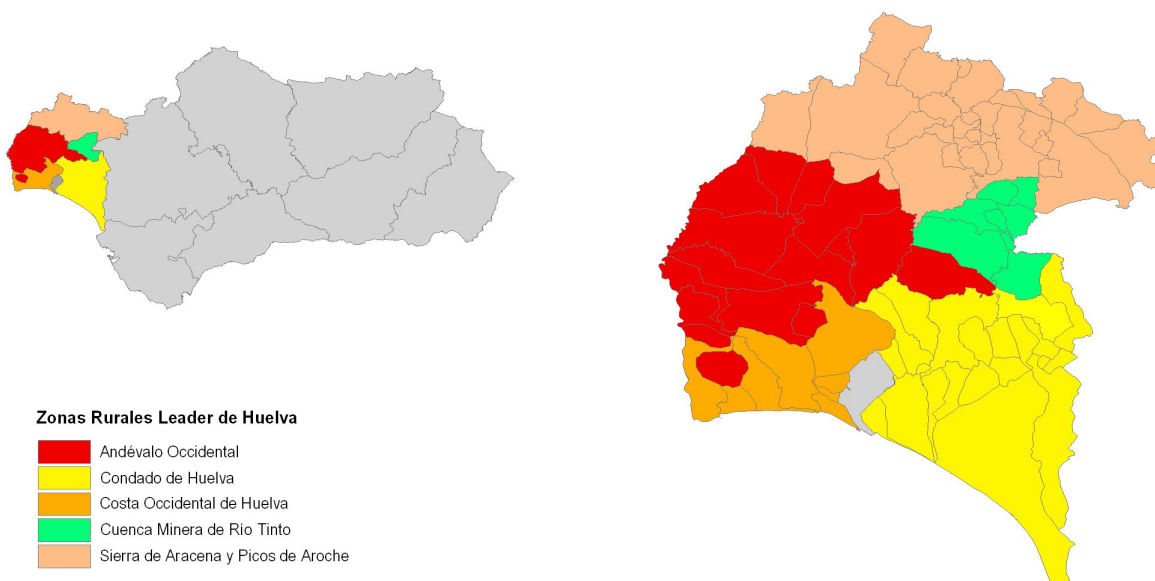 Zonas Rurales Leader de Huelva
Andévalo Occidental
Condado de Huelva
Costa Occidental de Huelva
Cuenca Minera de Río Tinto
Sierra de Aracena y Picos de Aroche